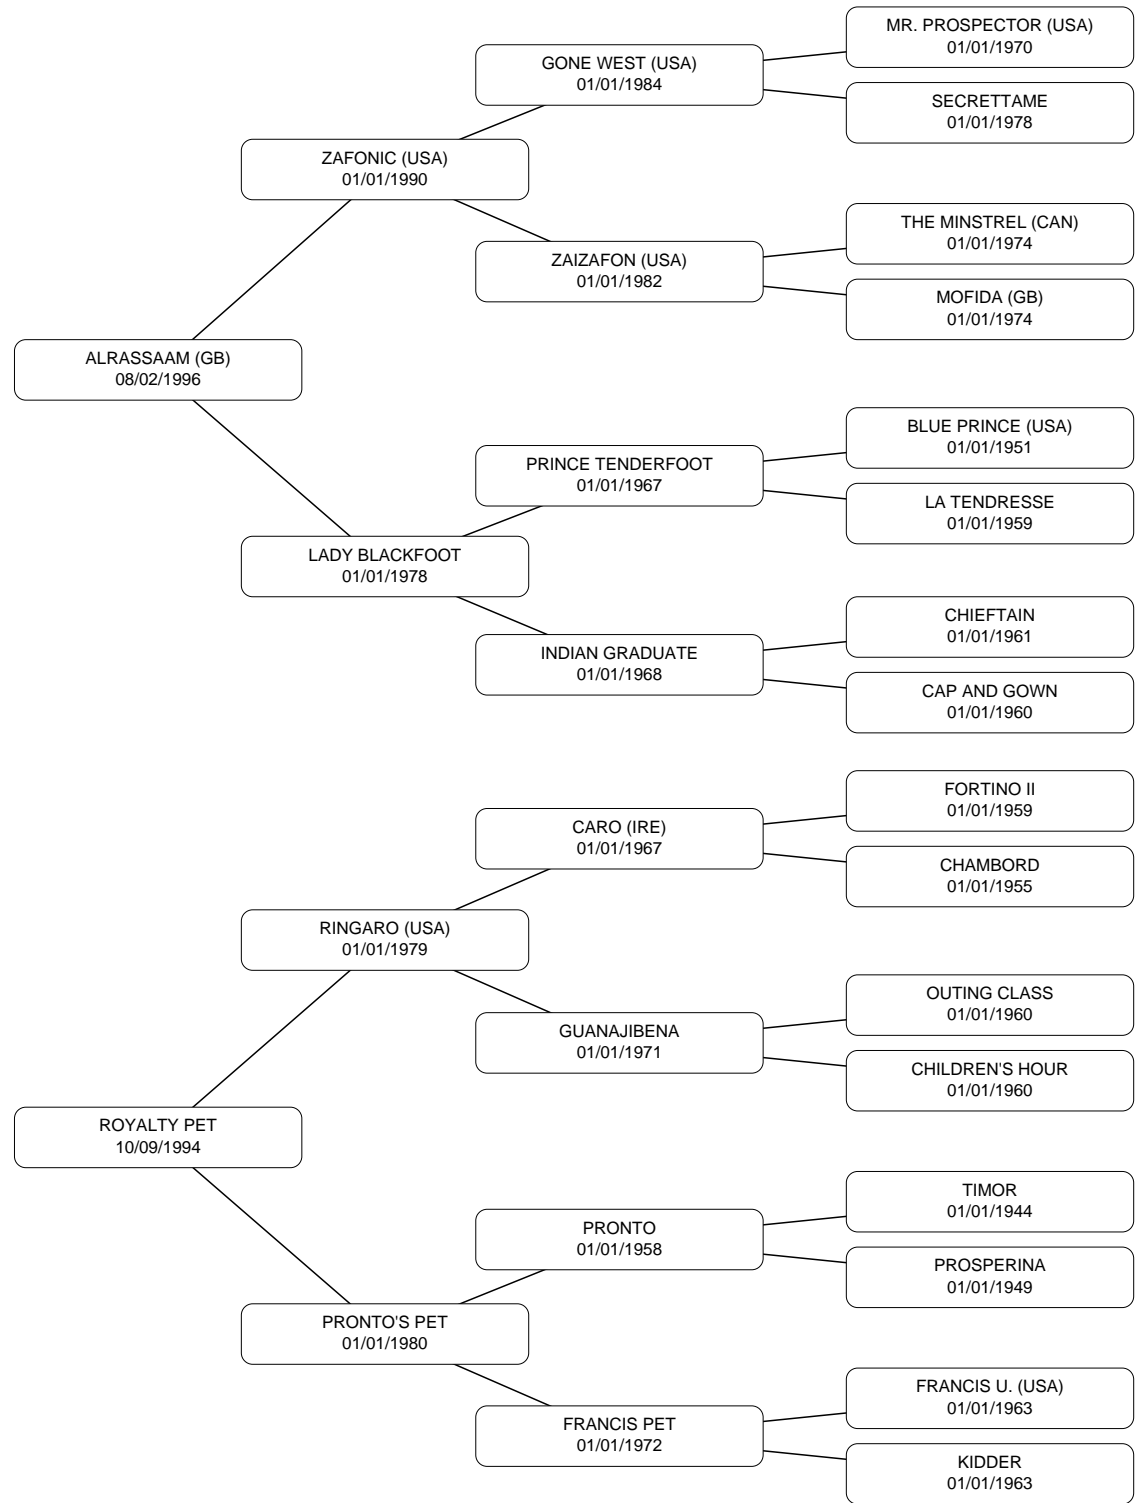 MR. PROSPECTOR (USA)
01/01/1970
GONE WEST (USA)
01/01/1984
SECRETTAME
01/01/1978
ZAFONIC (USA)
01/01/1990
THE MINSTREL (CAN)
01/01/1974
ZAIZAFON (USA)
01/01/1982
MOFIDA (GB)
01/01/1974
ALRASSAAM (GB)
08/02/1996
BLUE PRINCE (USA)
01/01/1951
PRINCE TENDERFOOT
01/01/1967
LA TENDRESSE
01/01/1959
LADY BLACKFOOT
01/01/1978
CHIEFTAIN
01/01/1961
INDIAN GRADUATE
01/01/1968
CAP AND GOWN
01/01/1960
FORTINO II
01/01/1959
CARO (IRE)
01/01/1967
CHAMBORD
01/01/1955
RINGARO (USA)
01/01/1979
OUTING CLASS
01/01/1960
GUANAJIBENA
01/01/1971
CHILDREN'S HOUR
01/01/1960
ROYALTY PET
10/09/1994
TIMOR
01/01/1944
PRONTO
01/01/1958
PROSPERINA
01/01/1949
PRONTO'S PET
01/01/1980
FRANCIS U. (USA)
01/01/1963
FRANCIS PET
01/01/1972
KIDDER
01/01/1963